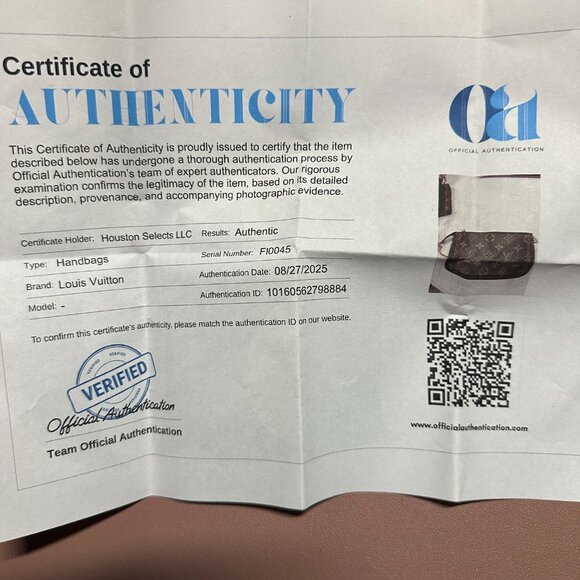 Certificate of
AUTHENTICITY
This Certificate of Authenticity is proudly issued to certify that the item
described below has undergone a thorough authentication process by
Official Authentication's team of expert authenticators. Our rigorous
examination confirms the legitimacy of the item, based on its detailed
description, provenance, and accompanying photographic evidence.
Oa
OFFICIAL AUTHENTICATION
Certificate Holder: Houston Selects LLC Results: Authentic
Type: Handbags Serial Number: FI0045
Brand: Louis Vuitton Authentication Date: 08/27/2025
Model: - Authentication ID: 10160562798884
To confirm this certificate's authenticity, please match the authentication ID on our website.
VERIFIED
VERIFIED
VERIFIED
Official Authentication
Team Official Authentication
www.officialauthentication.com